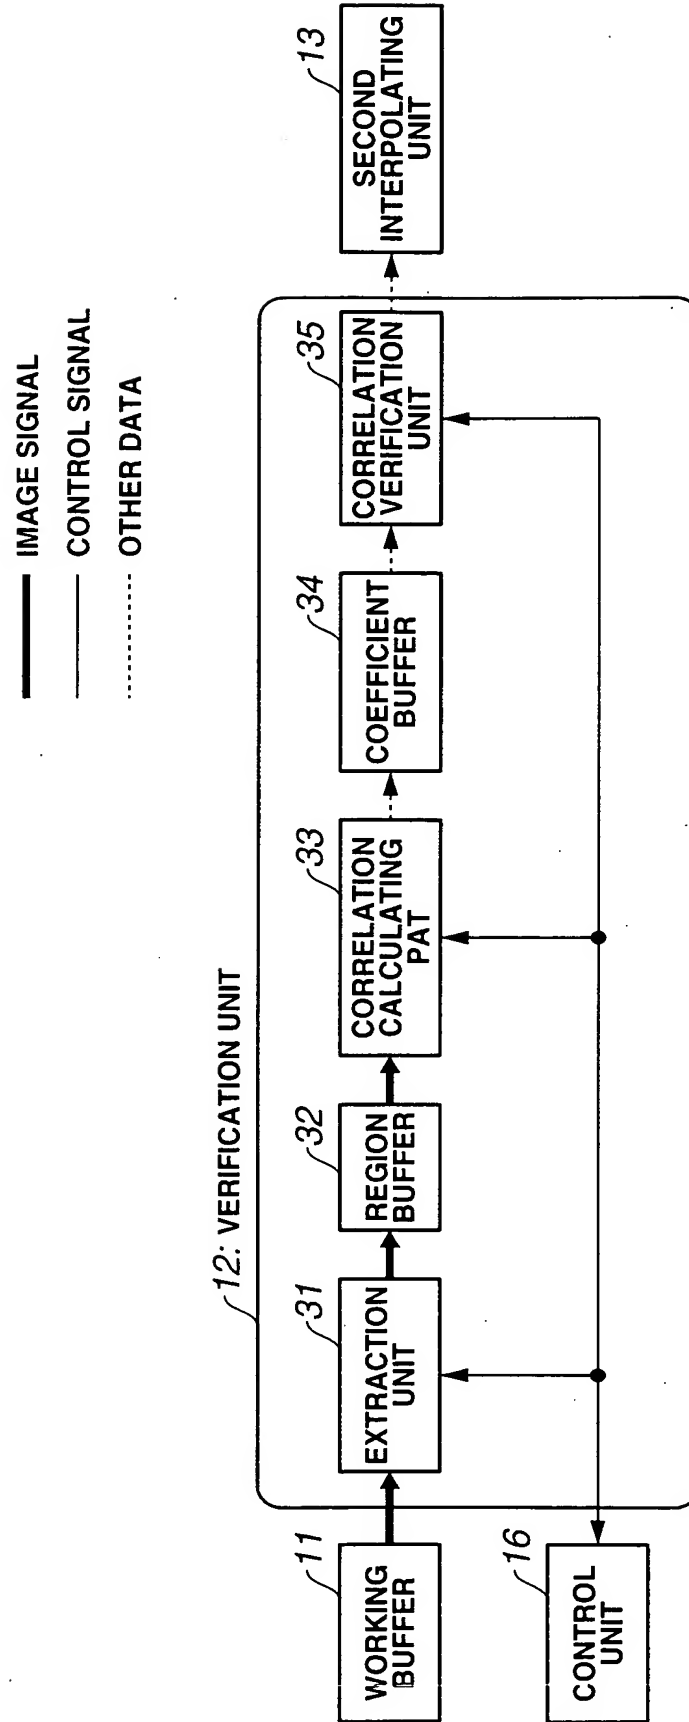 IMAGE SIGNAL
CONTROL SIGNAL
OTHER DATA
12: VERIFICATION UNIT
11
WORKING
BUFFER
31
EXTRACTION
UNIT
32
REGION
BUFFER
33
CORRELATION
CALCULATING
PAT
34
COEFFICIENT
BUFFER
35
CORRELATION
VERIFICATION
UNIT
13
SECOND
INTERPOLATING
UNIT
16
CONTROL
UNIT